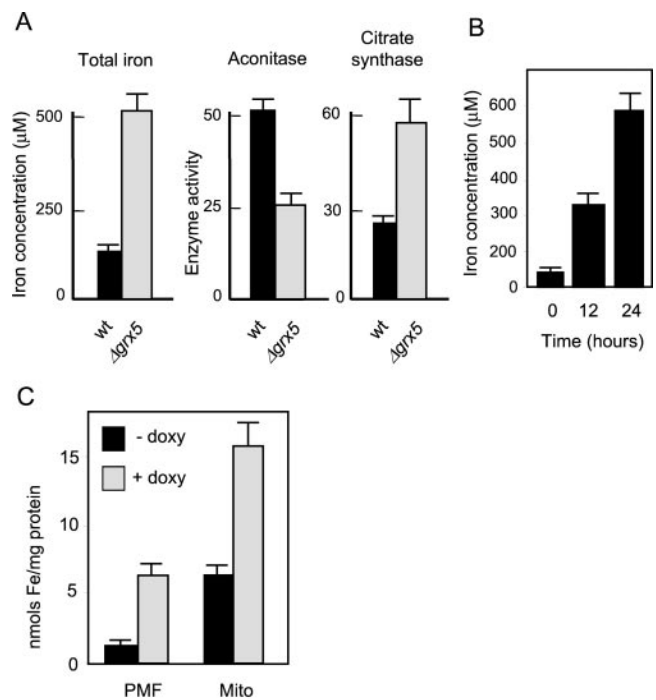 A
Total iron
Aconitase
Citrate
synthase
Iron concentration (μM)
500
250
0
wt
Δgrx5
Enzyme activity
50
25
0
wt
Δgrx5
60
30
0
wt
Δgrx5
B
Iron concentration (μM)
600
500
400
300
200
100
0
0 12 24
Time (hours)
C
nmols Fe/mg protein
15
10
5
0
- doxy
+ doxy
PMF Mito